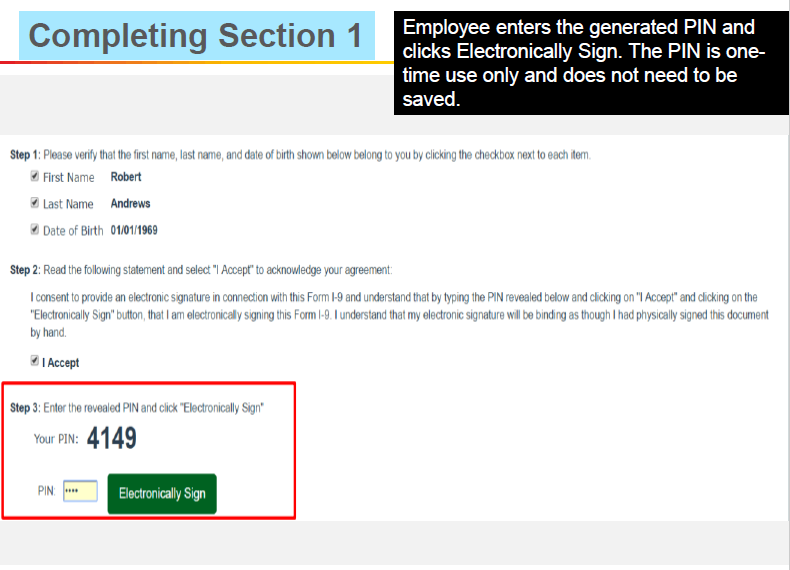 Completing Section 1
Employee enters the generated PIN and
clicks Electronically Sign. The PIN is one-
time use only and does not need to be
saved.
Step 1: Please verify that the first name, last name, and date of birth shown below belong to you by clicking the checkbox next to each item.
First Name Robert
Last Name Andrews
Date of Birth 01/01/1969
Step 2: Read the following statement and select "I Accept" to acknowledge your agreement:
I consent to provide an electronic signature in connection with this Form I-9 and understand that by typing the PIN revealed below and clicking on "I Accept" and clicking on the
"Electronically Sign" button, that I am electronically signing this Form I-9. I understand that my electronic signature will be binding as though I had physically signed this document
by hand.
I Accept
Step 3: Enter the revealed PIN and click "Electronically Sign"
Your PIN: 4149
PIN: •••• Electronically Sign